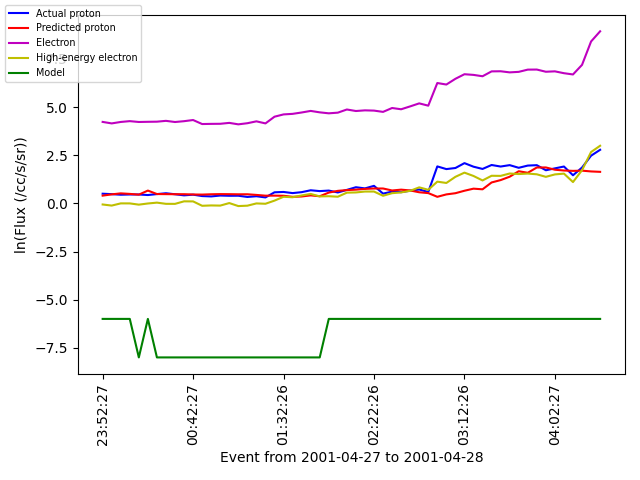 Actual proton
Predicted proton
Electron
High-energy electron
Model
5.0
2.5
0.0
−2.5
−5.0
−7.5
ln(Flux (/cc/s/sr))
23:52:27
00:42:27
01:32:26
02:22:26
03:12:26
04:02:27
Event from 2001-04-27 to 2001-04-28